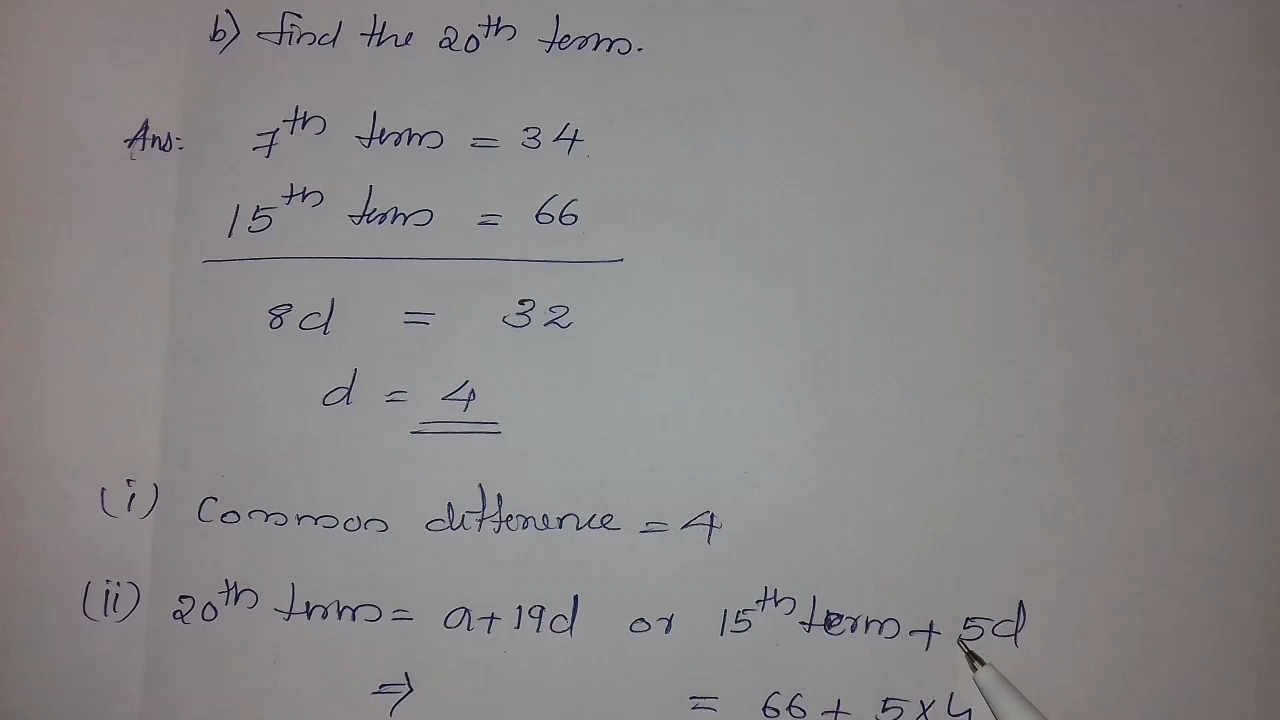 b) find the 20th term.
Ans: 7th term = 34
15th term = 66
8d = 32
d = 4
(i) Common difference = 4
(ii) 20th term = a+19d or 15th term + 5d
⇒ = 66 + 5×4